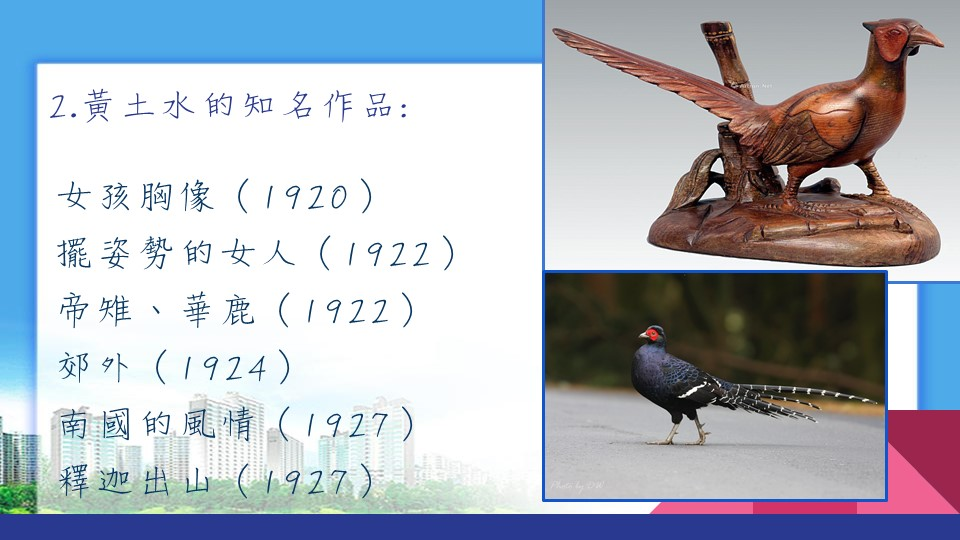 2.黃土水的知名作品:
女孩胸像（1920）
擺姿勢的女人（1922）
帝雉、華鹿（1922）
郊外（1924）
南國的風情（1927）
釋迦出山（1927）